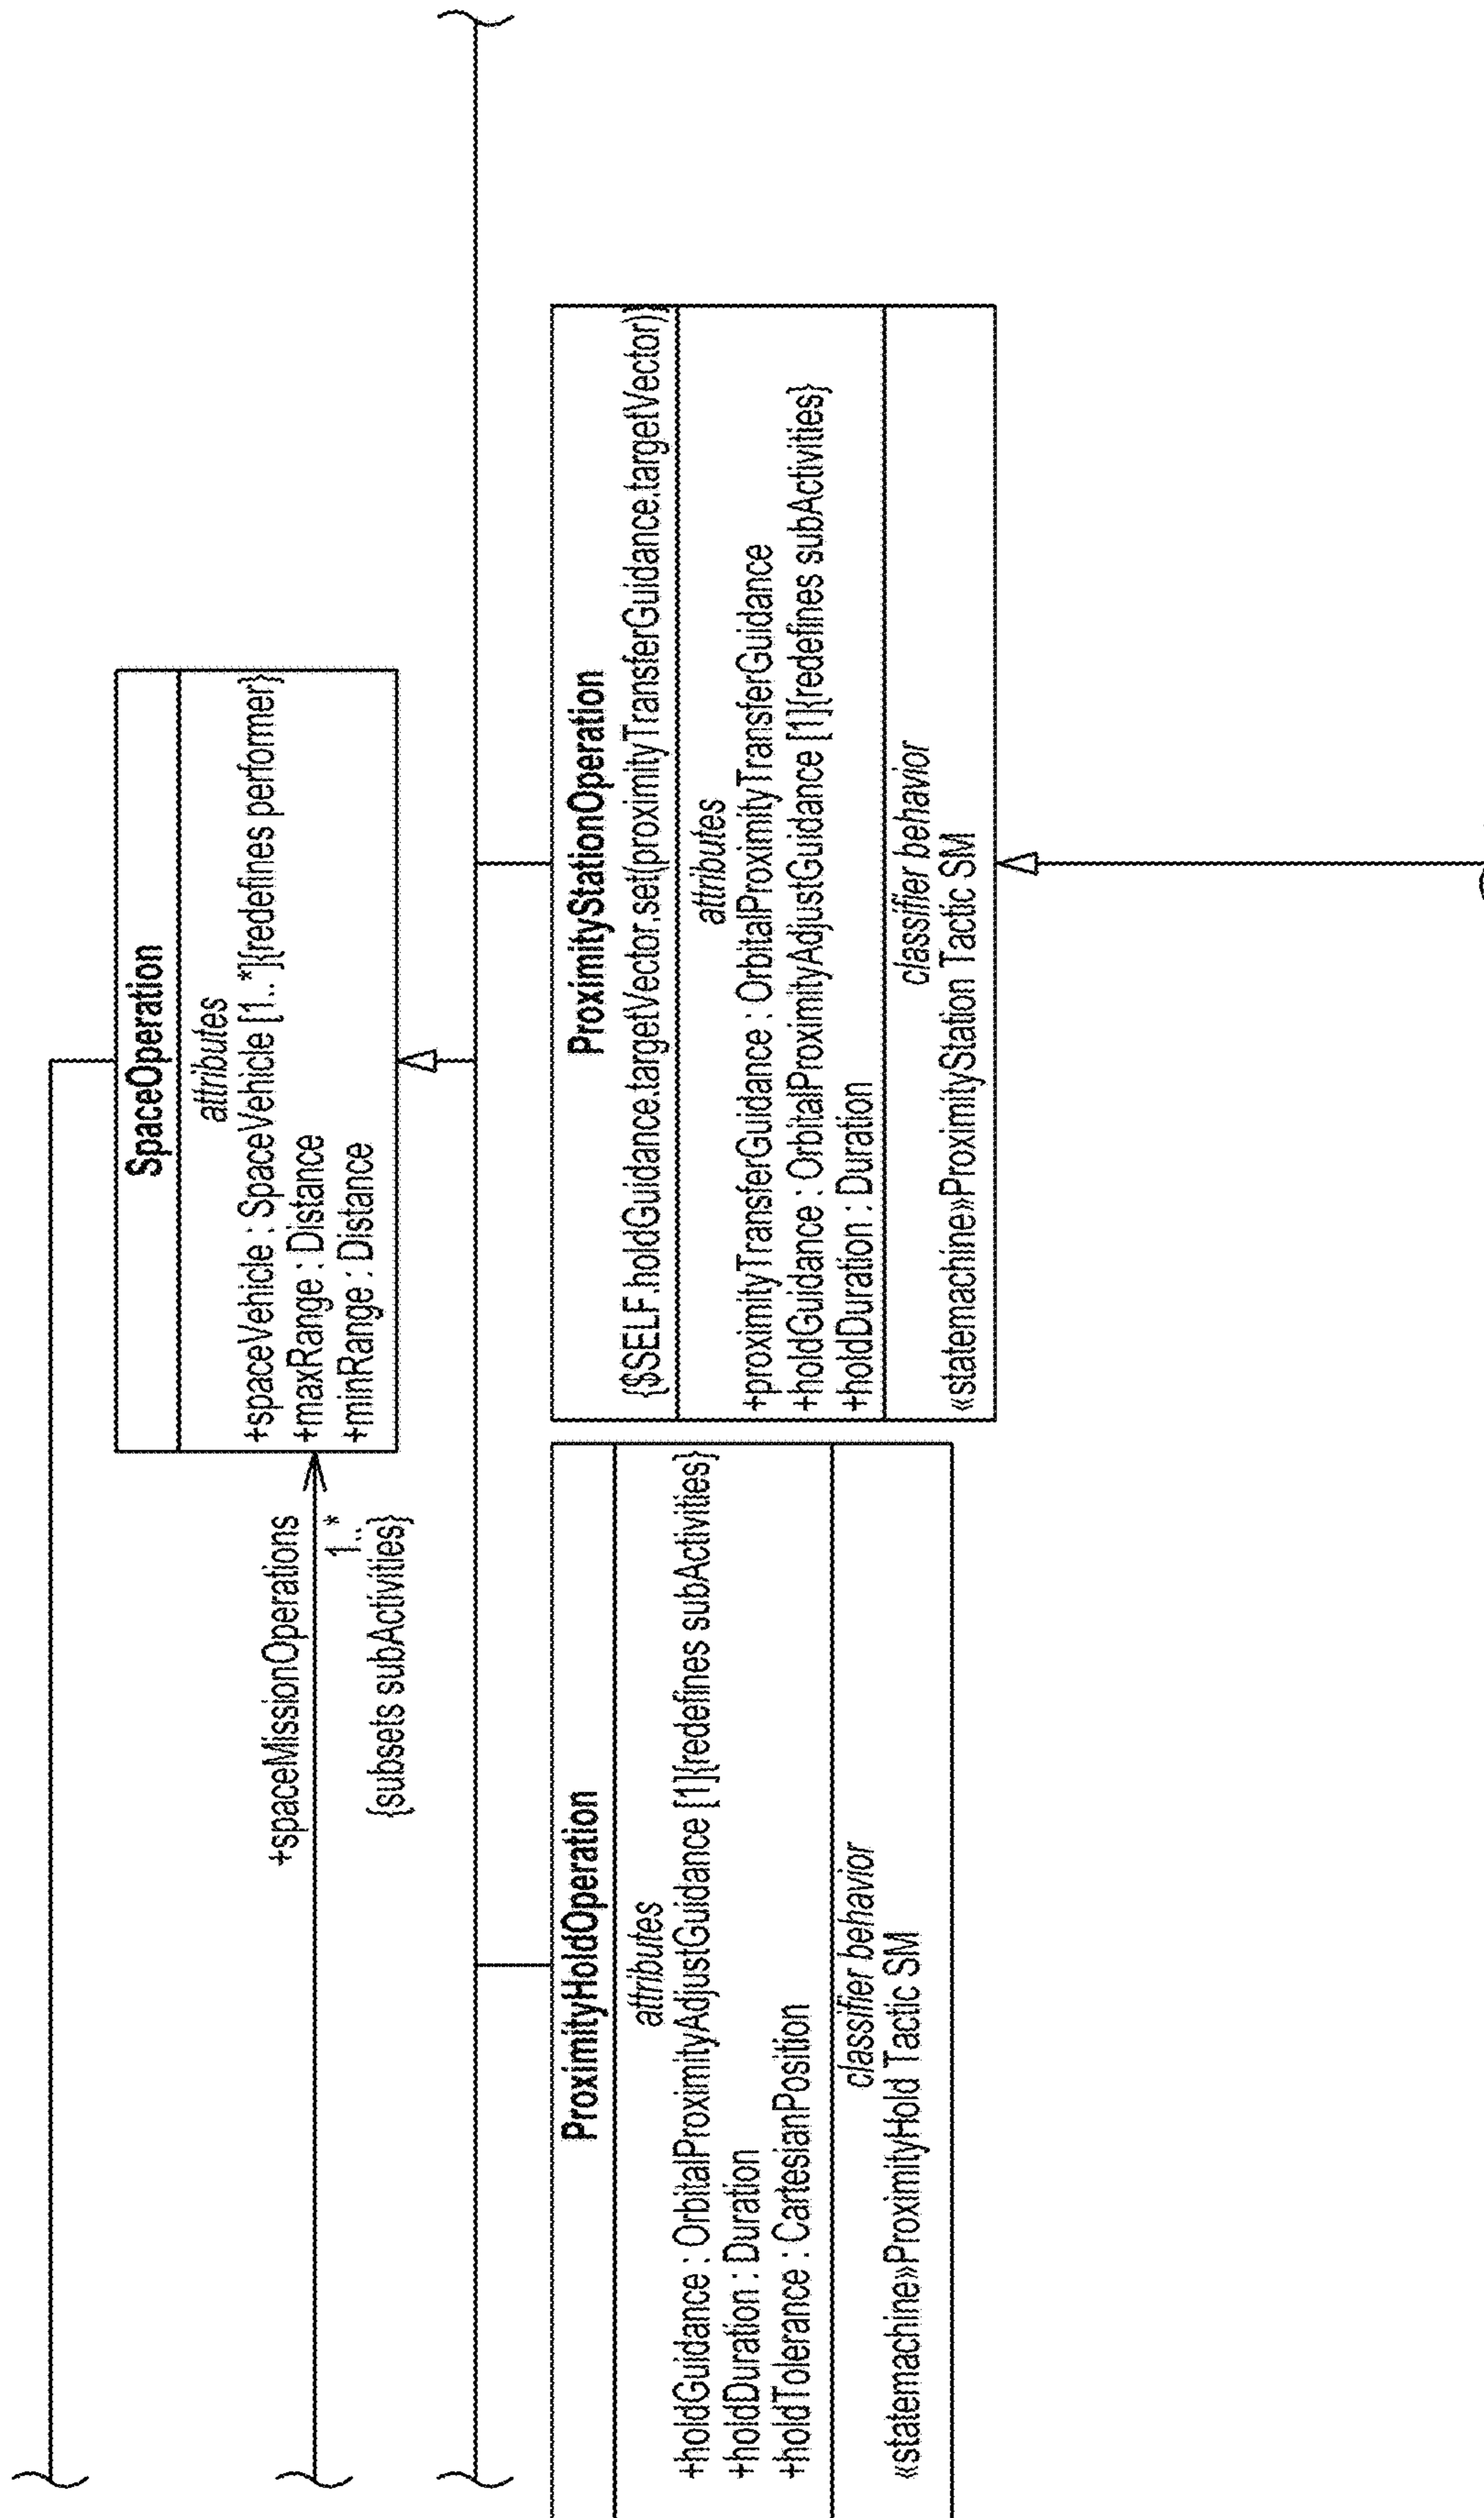 SpaceOperation
attributes
+spaceVehicle : SpaceVehicle [1..*]{redefines performer}
+maxRange : Distance
+minRange : Distance
+spaceMissionOperations
1..*
{subsets subActivities}
ProximityHoldOperation
attributes
+holdGuidance : OrbitalProximityAdjustGuidance [1]{redefines subActivities}
+holdDuration : Duration
+holdTolerance : CartesianPosition
classifier behavior
«statemachine»ProximityHold Tactic SM
ProximityStationOperation
{$SELF.holdGuidance.targetVector.set(proximityTransferGuidance.targetVector)}
attributes
+proximityTransferGuidance : OrbitalProximityTransferGuidance
+holdGuidance : OrbitalProximityAdjustGuidance [1]{redefines subActivities}
+holdDuration : Duration
classifier behavior
«statemachine»ProximityStation Tactic SM